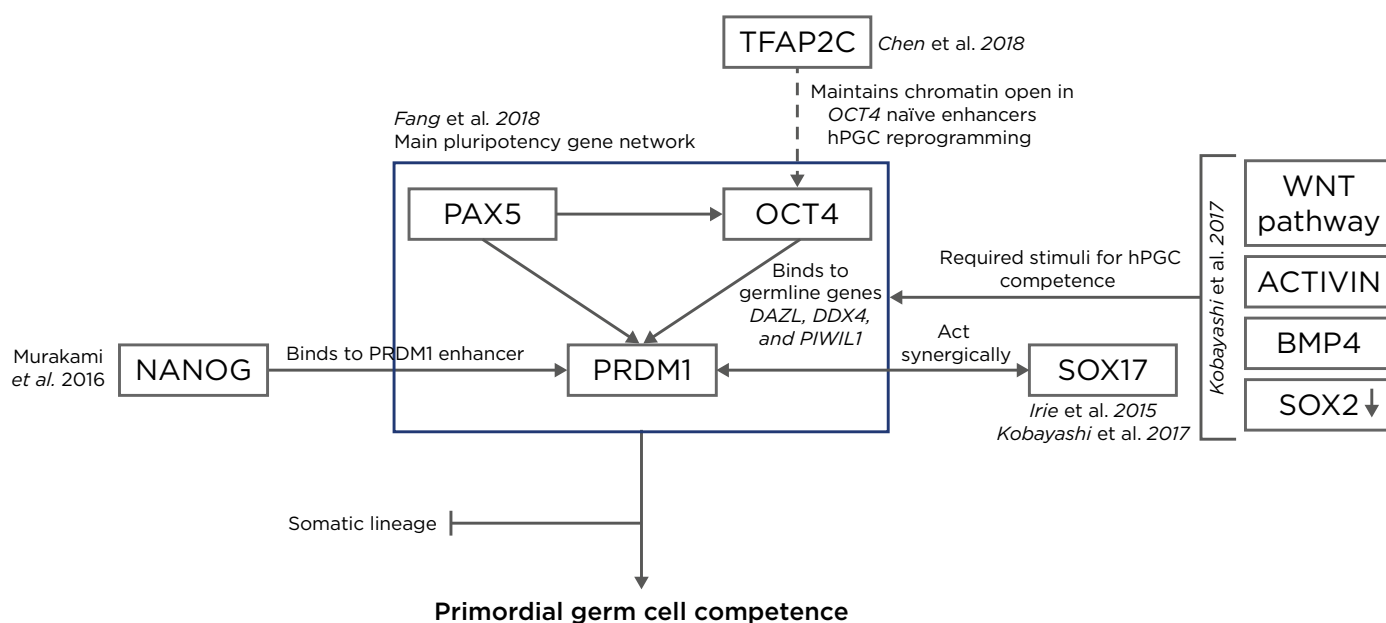 TFAP2C
Chen et al. 2018
Maintains chromatin open in
OCT4 naïve enhancers
hPGC reprogramming
Fang et al. 2018
Main pluripotency gene network
PAX5
OCT4
Binds to
germline genes
DAZL, DDX4,
and PIWIL1
Required stimuli for hPGC
competence
Kobayashi et al. 2017
WNT
pathway
ACTIVIN
BMP4
SOX2
Murakami
et al. 2016
NANOG
Binds to PRDM1 enhancer
PRDM1
Act
synergically
SOX17
Irie et al. 2015
Kobayashi et al. 2017
Somatic lineage
Primordial germ cell competence